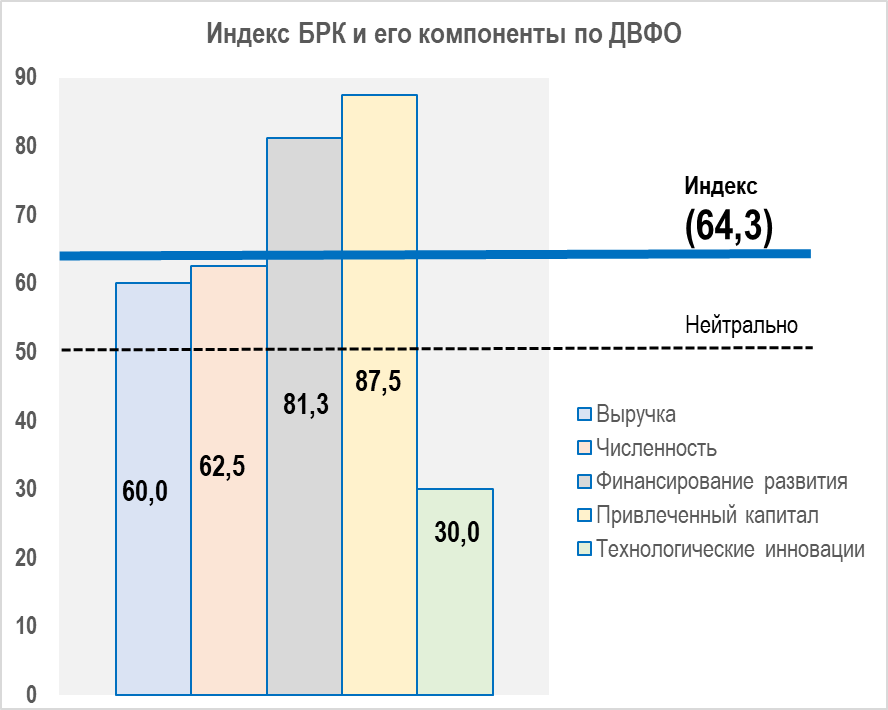 Индекс БРК и его компоненты по ДВФО
90
80
70
60
50
40
30
20
10
0
Индекс
(64,3)
Нейтрально
60,0
62,5
81,3
87,5
30,0
Выручка
Численность
Финансирование развития
Привлеченный капитал
Технологические инновации